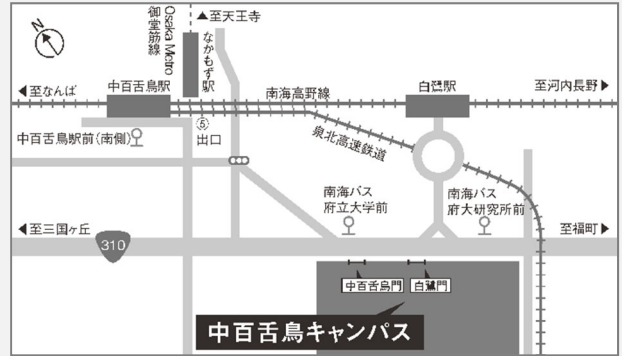 N
▲至天王寺
Osaka Metro
御堂筋線
なかもず駅
◀至なんば
中百舌鳥駅
南海高野線
白鷺駅
至河内長野▶
中百舌鳥駅前(南側)
⑤
出口
泉北高速鉄道
南海バス
府立大学前
南海バス
府大研究所前
◀至三国ヶ丘
310
至福町▶
中百舌鳥門
白鷺門
中百舌鳥キャンパス